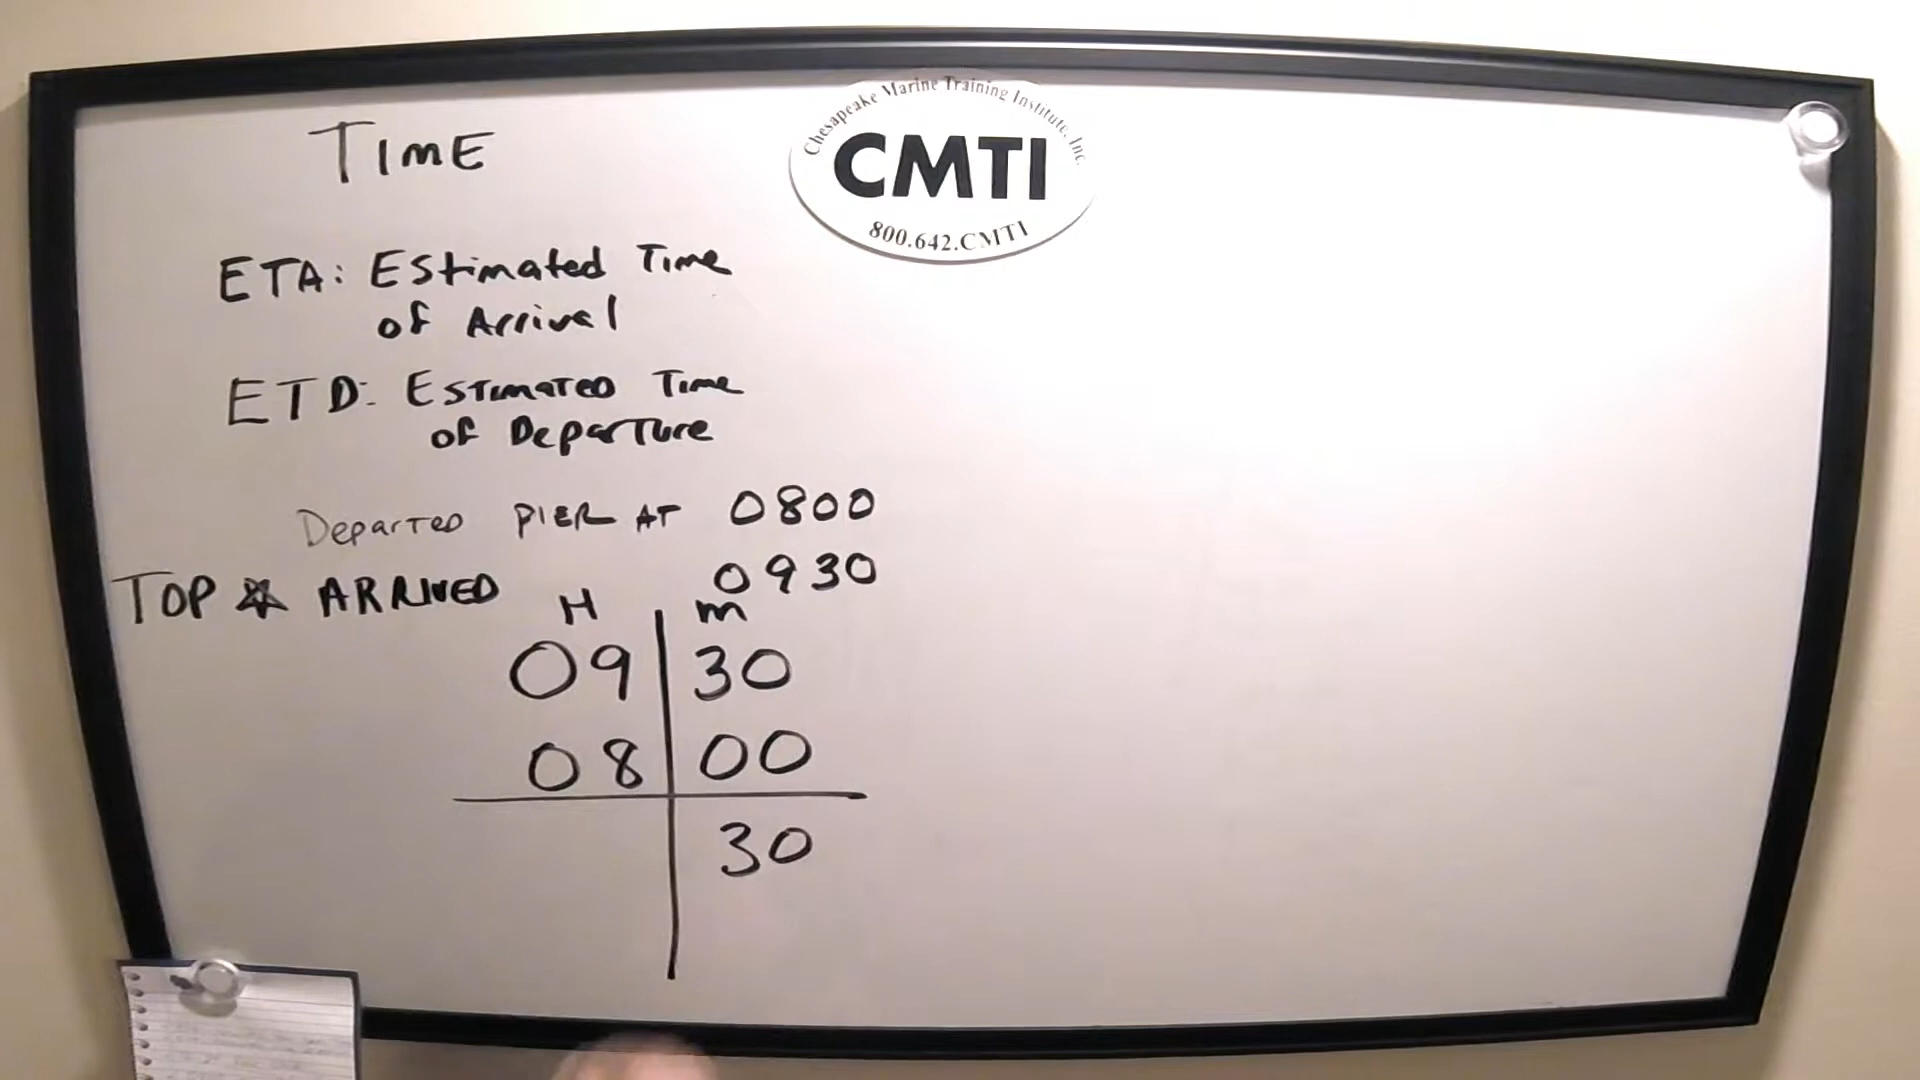 TIME
Chesapeake Marine Training Institute, Inc.
CMTI
800.642.CMTI
ETA: Estimated Time
of Arrival
ETD: Estimated Time
of Departure
Departed PIER AT 0800
TOP ☆ ARRIVED 0930
H m
09 30
08 00
30